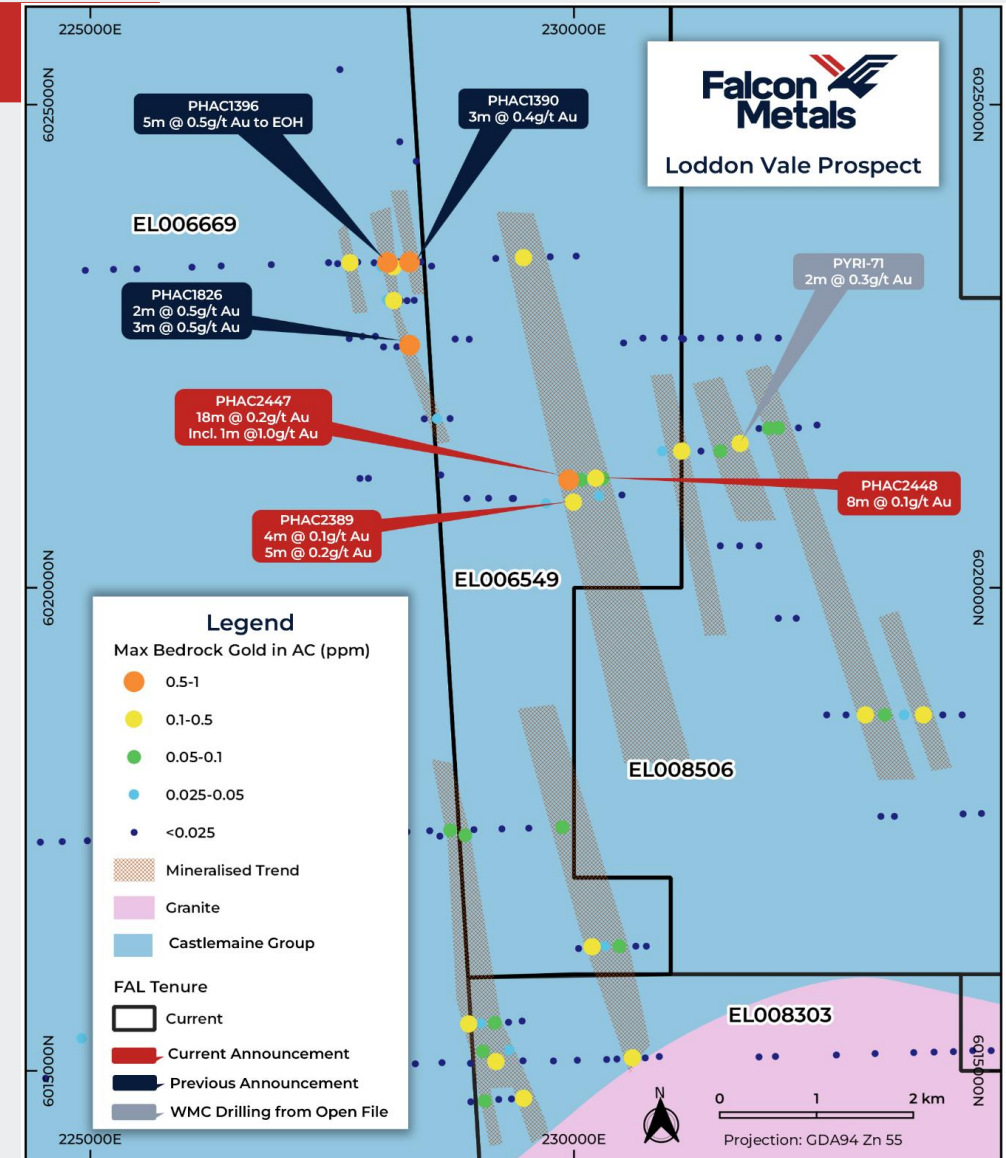 225000E
230000E
6025000N
6025000N
Falcon
Metals
Loddon Vale Prospect
PHAC1396
5m @ 0.5g/t Au to EOH
PHAC1390
3m @ 0.4g/t Au
EL006669
PYRI-71
2m @ 0.3g/t Au
PHAC1826
2m @ 0.5g/t Au
3m @ 0.5g/t Au
PHAC2447
18m @ 0.2g/t Au
Incl. 1m @1.0g/t Au
PHAC2448
8m @ 0.1g/t Au
PHAC2389
4m @ 0.1g/t Au
5m @ 0.2g/t Au
6020000N
6020000N
EL006549
Legend
Max Bedrock Gold in AC (ppm)
0.5-1
0.1-0.5
0.05-0.1
0.025-0.05
<0.025
Mineralised Trend
Granite
Castlemaine Group
FAL Tenure
Current
Current Announcement
Previous Announcement
WMC Drilling from Open File
EL008506
EL008303
6015000N
6015000N
N
0 1 2 km
Projection: GDA94 Zn 55
225000E
230000E